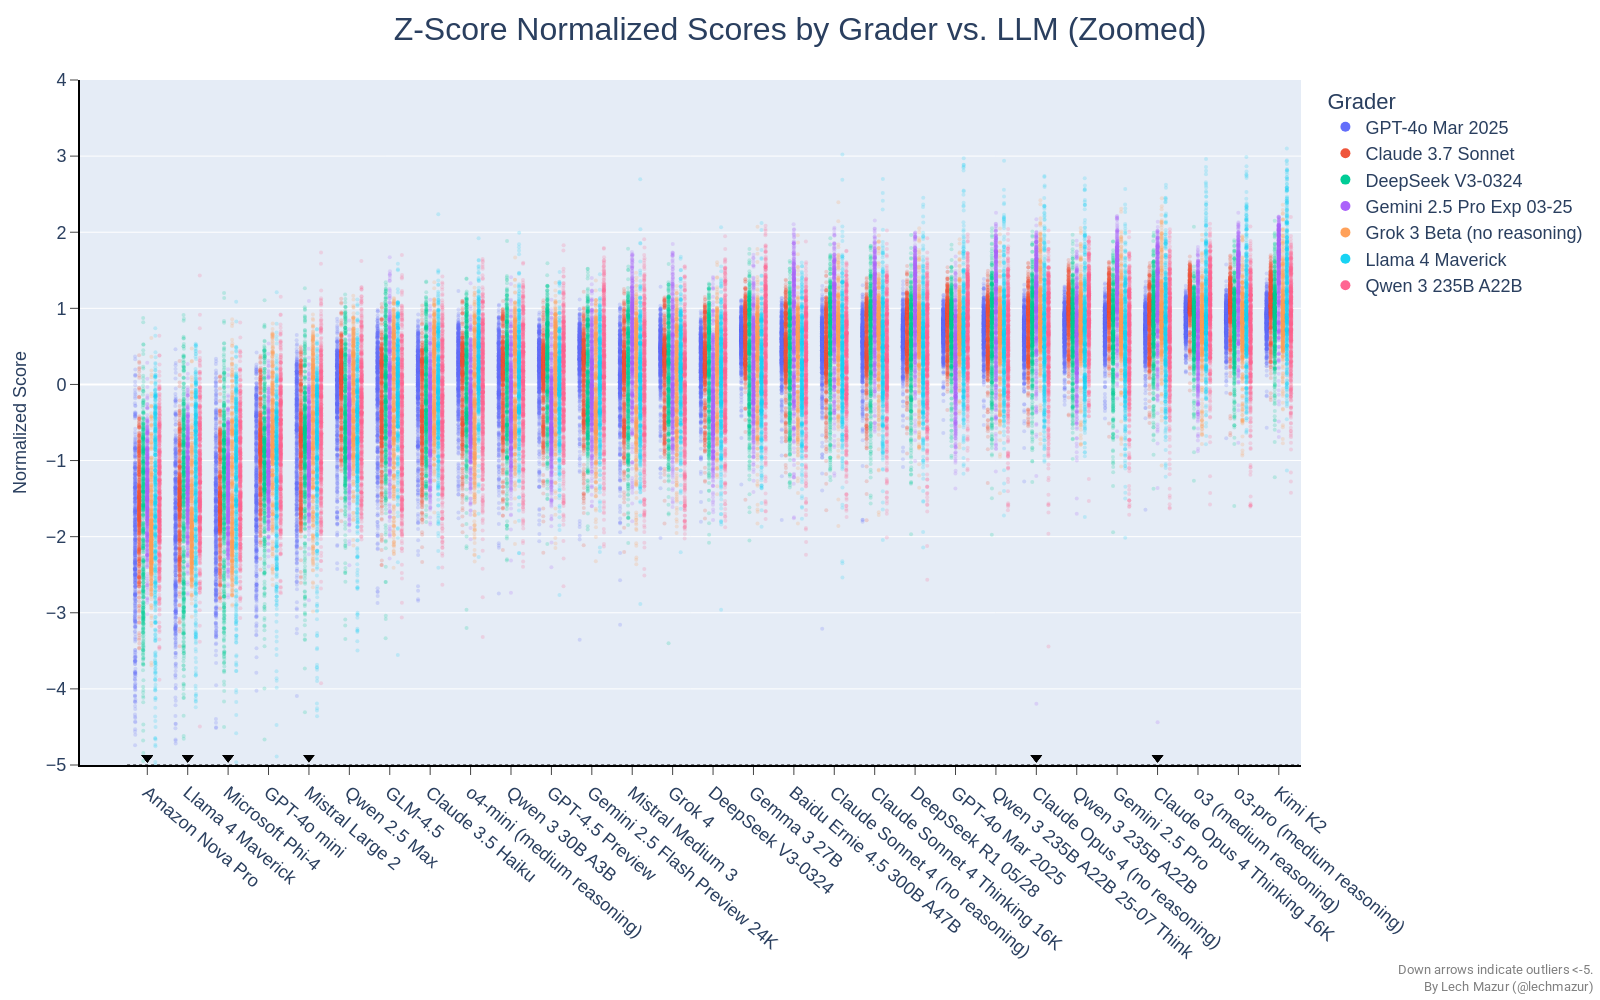 Z-Score Normalized Scores by Grader vs. LLM (Zoomed)
Normalized Score
4
3
2
1
0
−1
−2
−3
−4
−5
Amazon Nova Pro
Llama 4 Maverick
Microsoft Phi-4
GPT-4o mini
Mistral Large 2
Qwen 2.5 Max
GLM-4.5
Claude 3.5 Haiku
o4-mini (medium reasoning)
Qwen 3 30B A3B
GPT-4.5 Preview
Gemini 2.5 Flash Preview 24K
Mistral Medium 3
Grok 4
DeepSeek V3-0324
Gemma 3 27B
Baidu Ernie 4.5 300B A47B
Claude Sonnet 4 (no reasoning)
Claude Sonnet 4 Thinking 16K
DeepSeek R1 05/28
GPT-4o Mar 2025
Qwen 3 235B A22B 25-07 Think
Claude Opus 4 (no reasoning)
Qwen 3 235B A22B
Gemini 2.5 Pro
Claude Opus 4 Thinking 16K
o3 (medium reasoning)
o3-pro (medium reasoning)
Kimi K2
Grader
GPT-4o Mar 2025
Claude 3.7 Sonnet
DeepSeek V3-0324
Gemini 2.5 Pro Exp 03-25
Grok 3 Beta (no reasoning)
Llama 4 Maverick
Qwen 3 235B A22B
Down arrows indicate outliers <-5.
By Lech Mazur (@lechmazur)